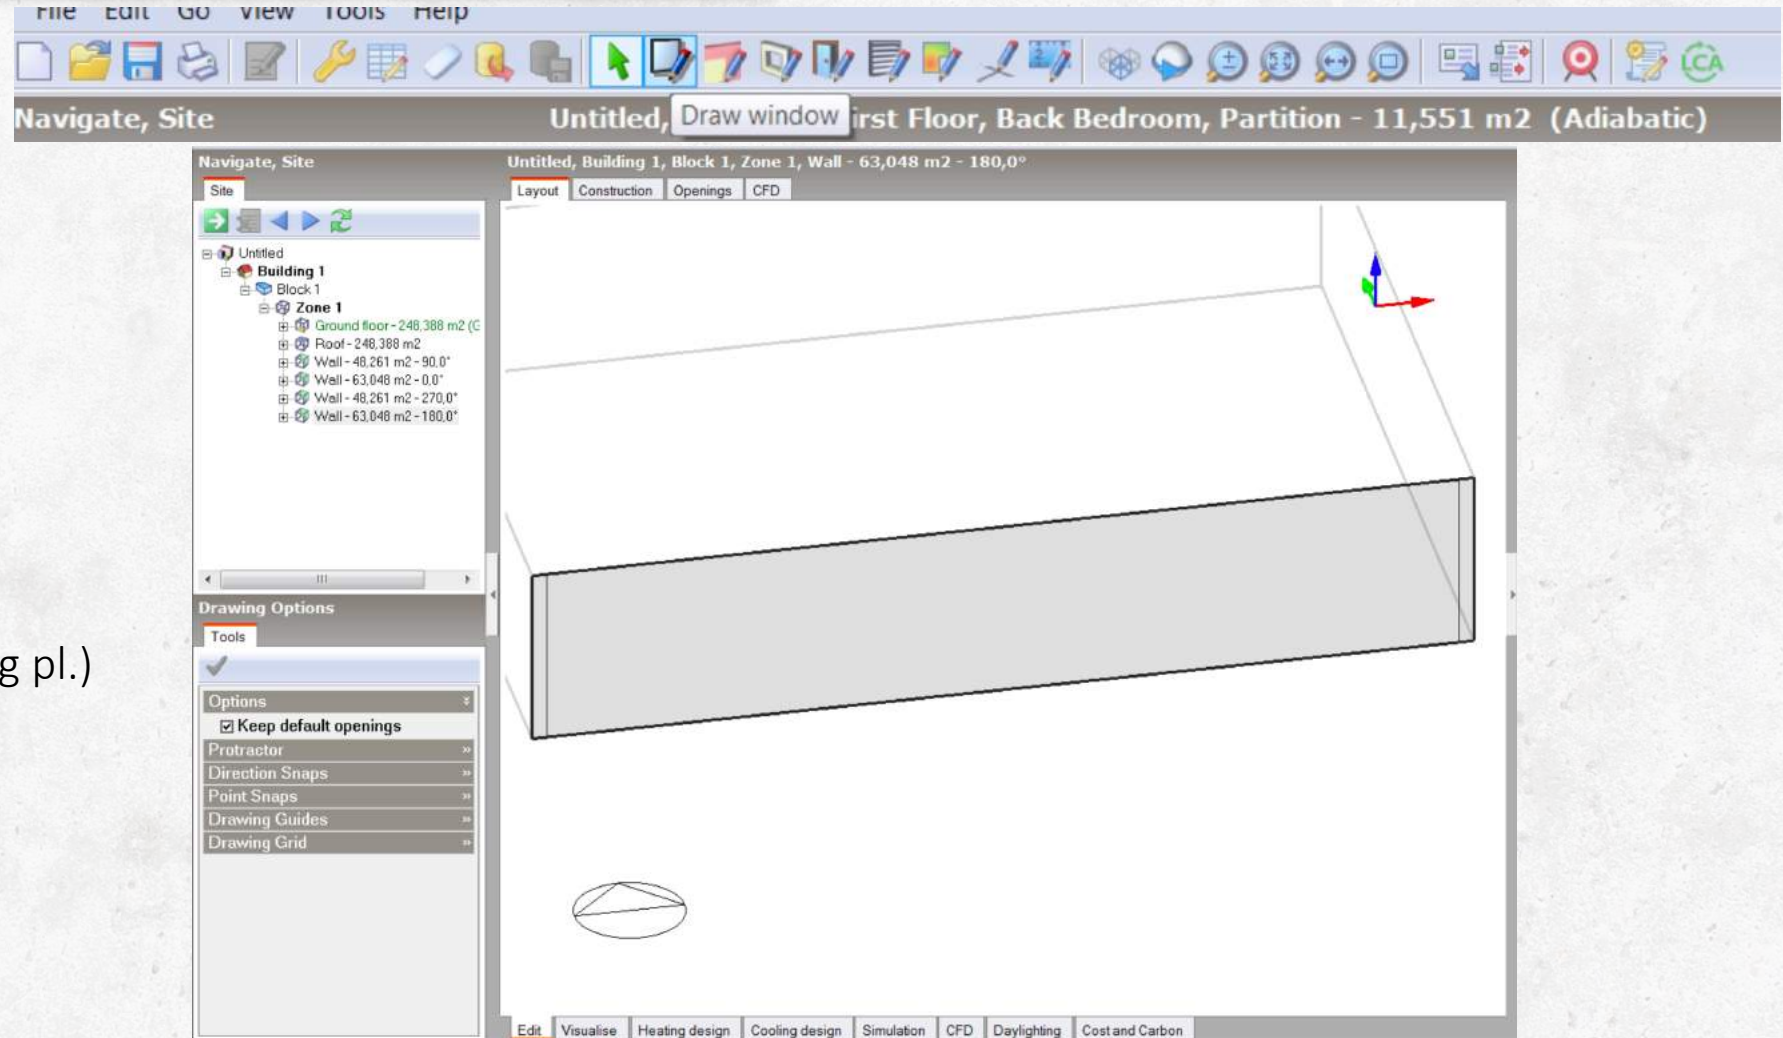 File Edit Go View Tools Help
LCA
Navigate, Site
Untitled, Draw window irst Floor, Back Bedroom, Partition - 11,551 m2 (Adiabatic)
Navigate, Site
Untitled, Building 1, Block 1, Zone 1, Wall - 63,048 m2 - 180,0°
Site
Layout Construction Openings CFD
Untitled
Building 1
Block 1
Zone 1
Ground floor - 248,388 m2 (G
Roof - 248,388 m2
Wall - 48,261 m2 - 90,0°
Wall - 63,048 m2 - 0,0°
Wall - 48,261 m2 - 270,0°
Wall - 63,048 m2 - 180,0°
Drawing Options
Tools
g pl.)
Options
Keep default openings
Protractor
Direction Snaps
Point Snaps
Drawing Guides
Drawing Grid
Edit Visualise Heating design Cooling design Simulation CFD Daylighting Cost and Carbon